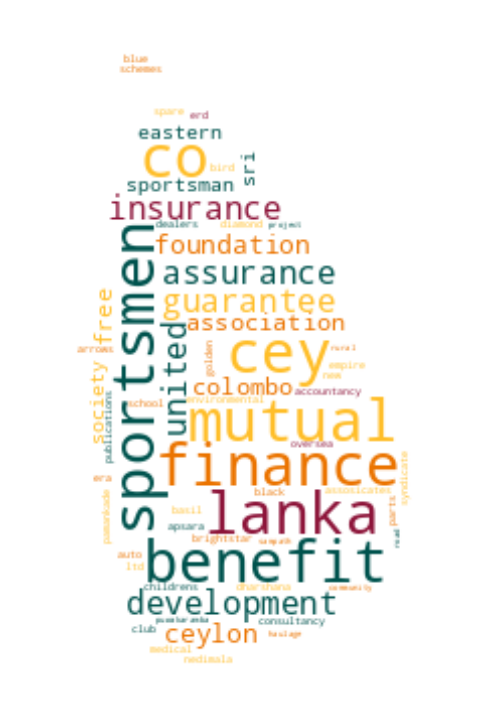 blue
schemes
spare
erd
eastern
co
bird
sri
sportsman
insurance
dealers
diamond
project
sportsmen
foundation
assurance
free
guarantee
association
united
cey
golden
rural
arrows
empire
new
colombo
accountancy
society
publications
school
environmental
mutual
oversea
finance
syndicate
era
black
assosicates
pamankade
lanka
parts
basil
apsara
road
brightstar
sampath
auto
benefit
ltd
childrens
dharshana
community
development
club
consultancy
ceylon
haulage
medical
nedimala